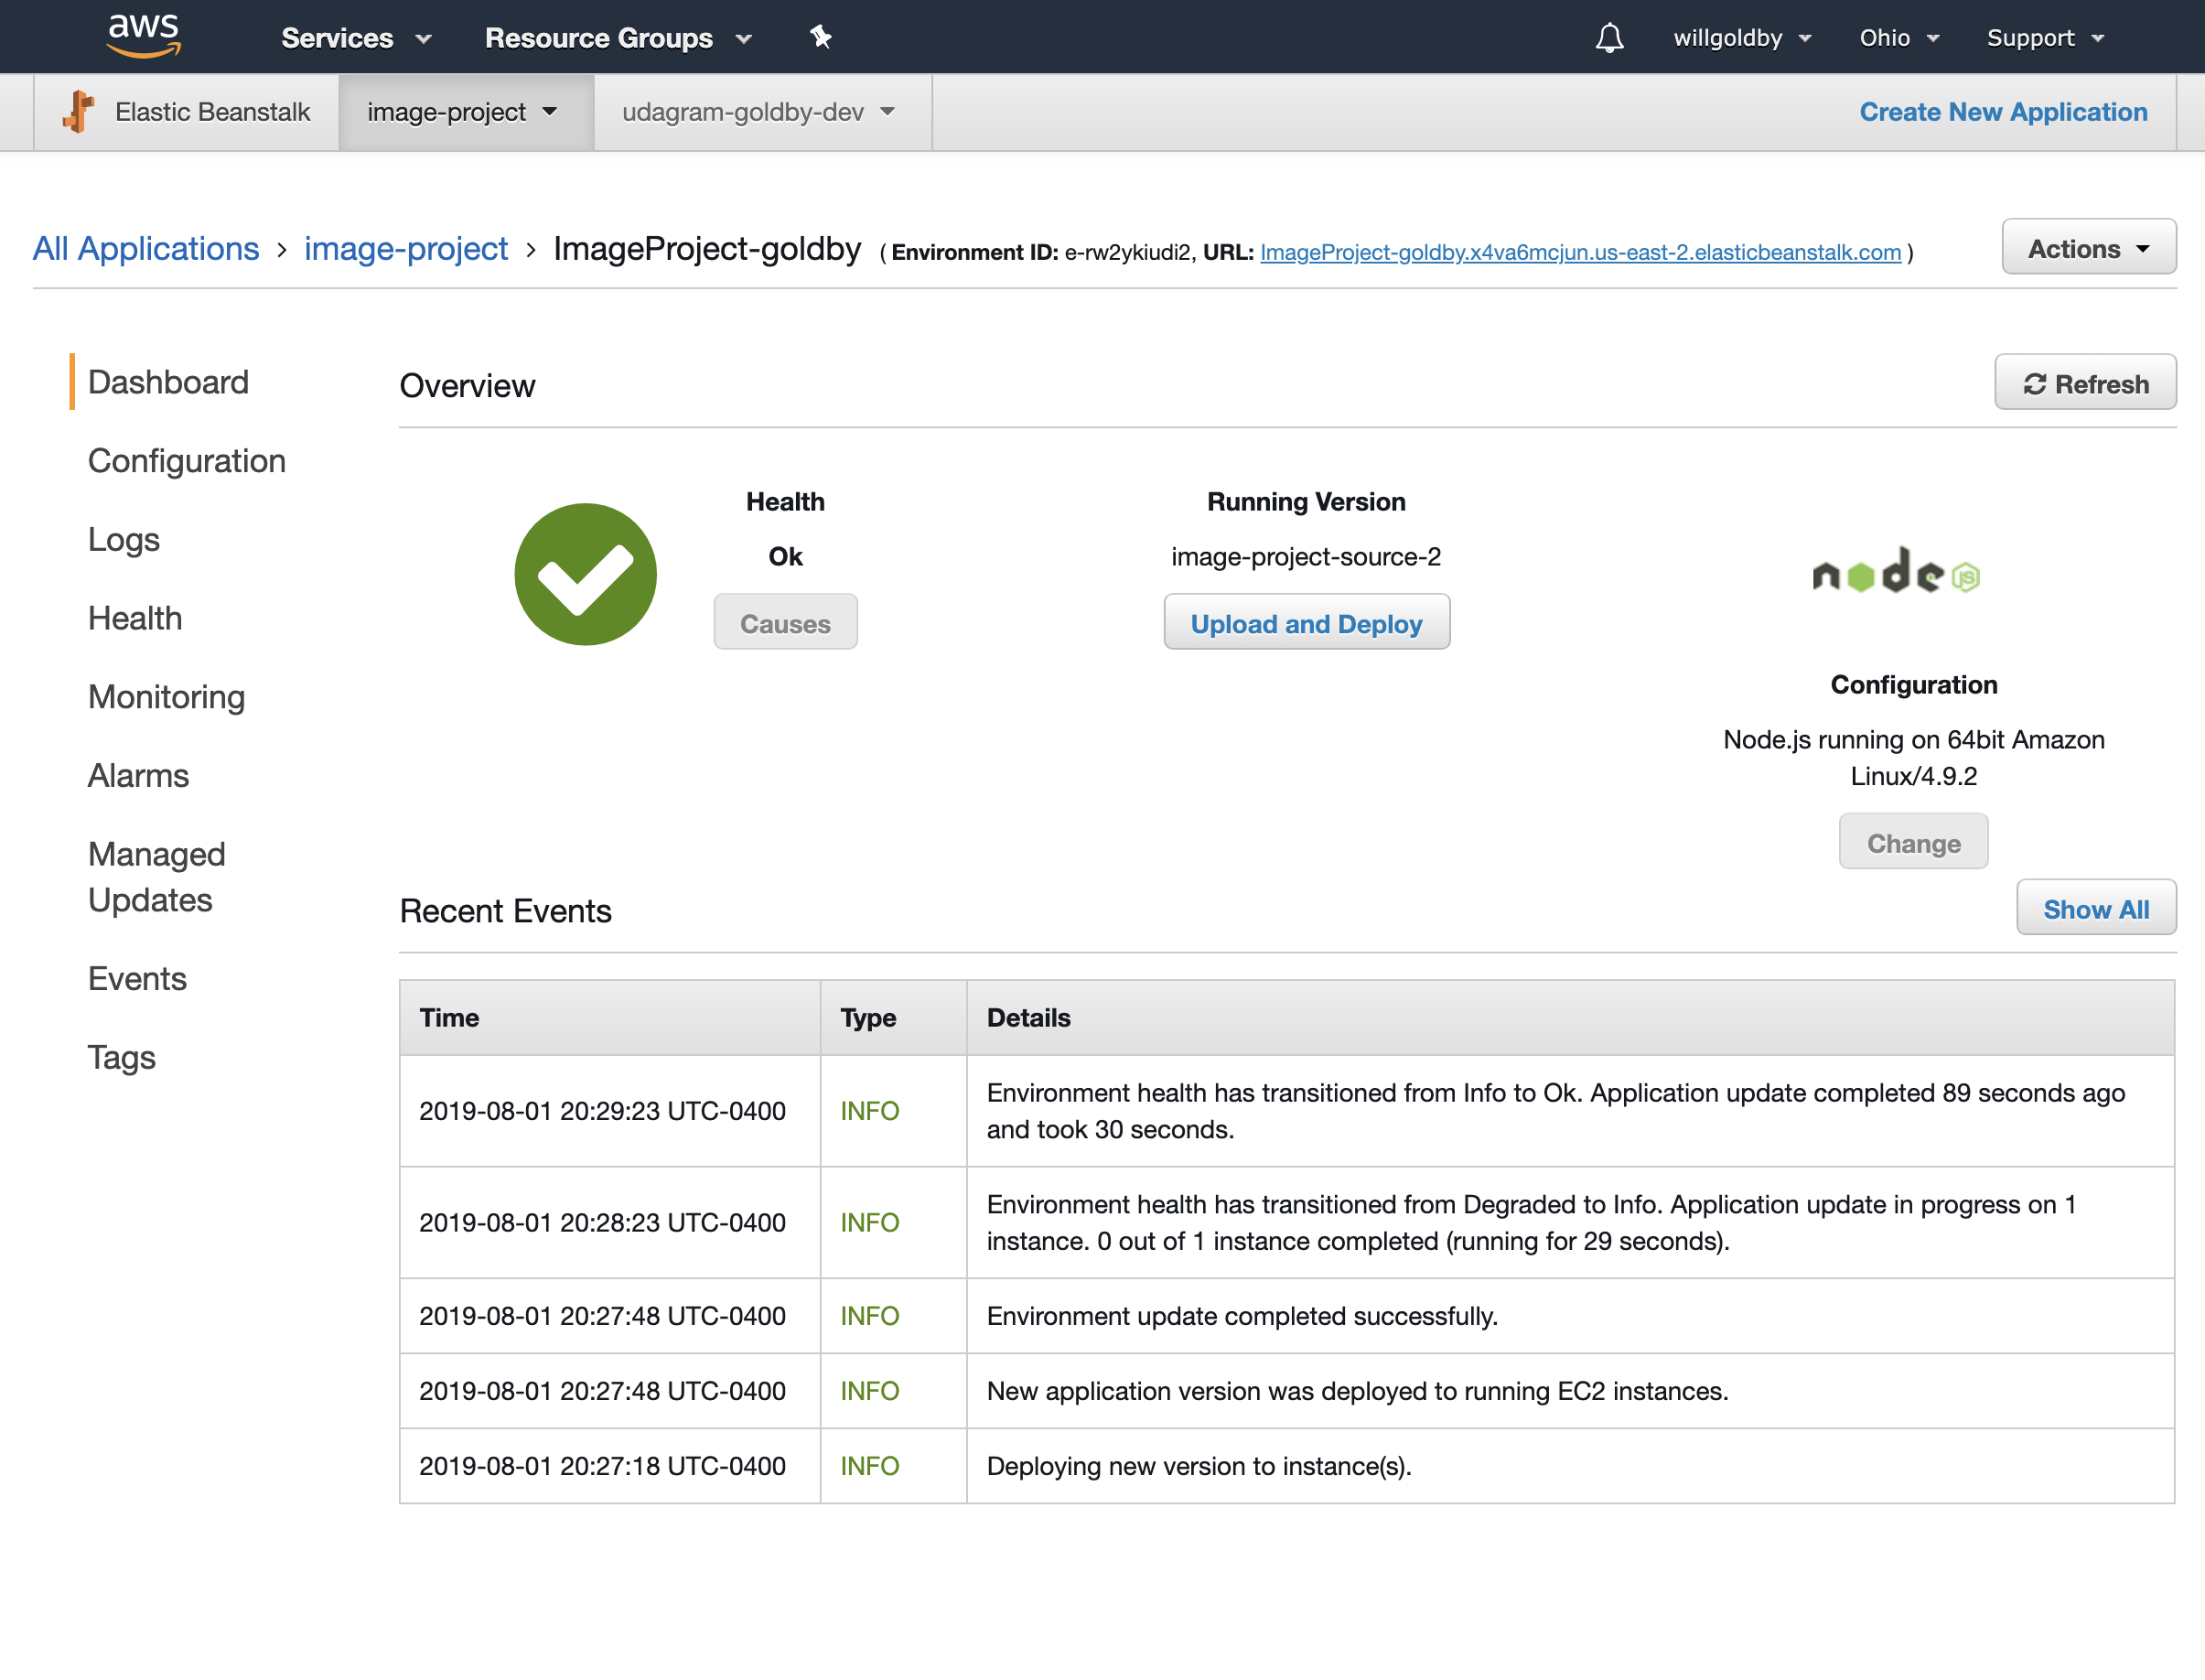 aws Services Resource Groups willgoldby Ohio Support
Elastic Beanstalk image-project udagram-goldby-dev Create New Application
All Applications › image-project › ImageProject-goldby ( Environment ID: e-rw2ykiudi2, URL: ImageProject-goldby.x4va6mcjun.us-east-2.elasticbeanstalk.com ) Actions
Dashboard
Configuration
Logs
Health
Monitoring
Alarms
Managed
Updates
Events
Tags
Overview Refresh
Health
Ok
Causes
Running Version
image-project-source-2
Upload and Deploy
node JS
Configuration
Node.js running on 64bit Amazon
Linux/4.9.2
Change
Recent Events Show All
Time Type Details
2019-08-01 20:29:23 UTC-0400 INFO Environment health has transitioned from Info to Ok. Application update completed 89 seconds ago
and took 30 seconds.
2019-08-01 20:28:23 UTC-0400 INFO Environment health has transitioned from Degraded to Info. Application update in progress on 1
instance. 0 out of 1 instance completed (running for 29 seconds).
2019-08-01 20:27:48 UTC-0400 INFO Environment update completed successfully.
2019-08-01 20:27:48 UTC-0400 INFO New application version was deployed to running EC2 instances.
2019-08-01 20:27:18 UTC-0400 INFO Deploying new version to instance(s).